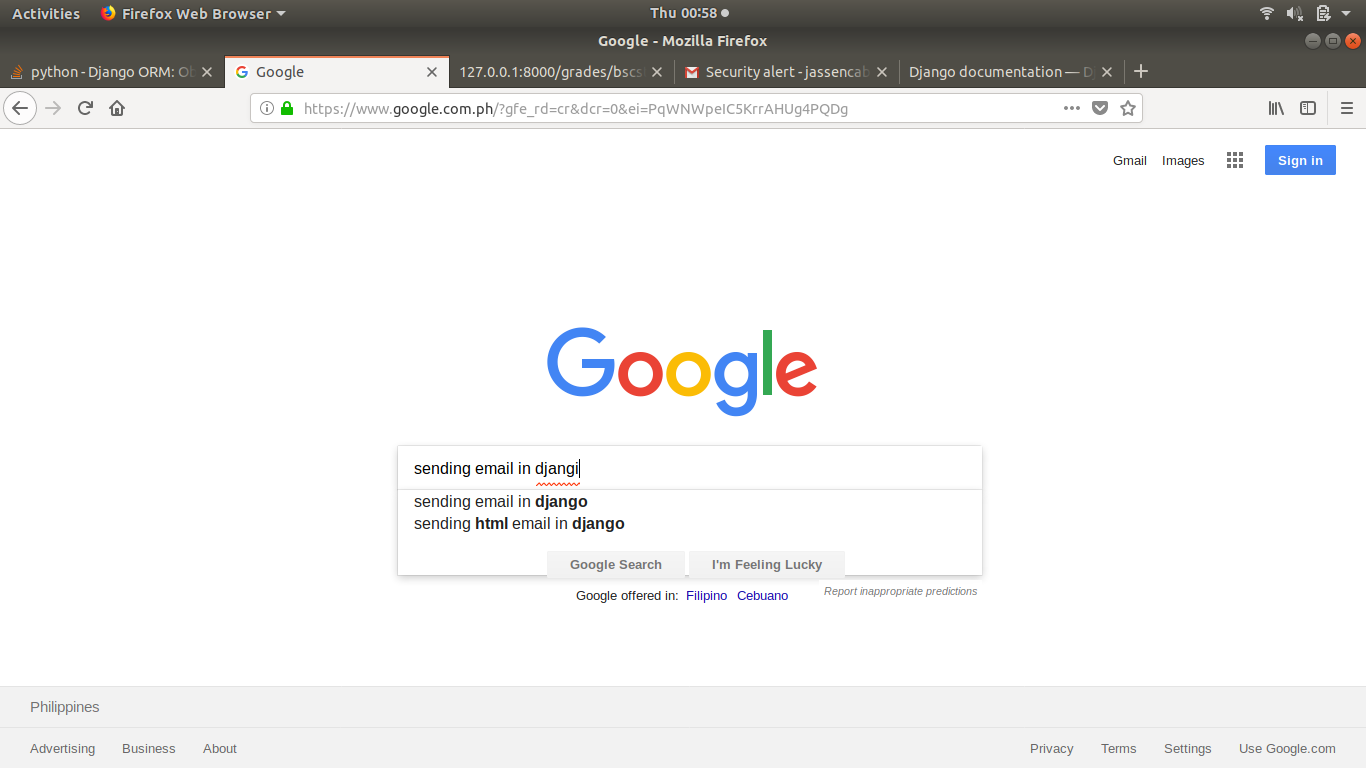 Activities Firefox Web Browser Thu 00:58
Google - Mozilla Firefox
python - Django ORM: Ob Google 127.0.0.1:8000/grades/bscs Security alert - jassencab Django documentation — D
https://www.google.com.ph/?gfe_rd=cr&dcr=0&ei=PqWNWpeIC5KrrAHUg4PQDg
Gmail Images Sign in
Google
sending email in djangi
sending email in django
sending html email in django
Google Search I'm Feeling Lucky
Google offered in: Filipino Cebuano Report inappropriate predictions
Philippines
Advertising Business About Privacy Terms Settings Use Google.com